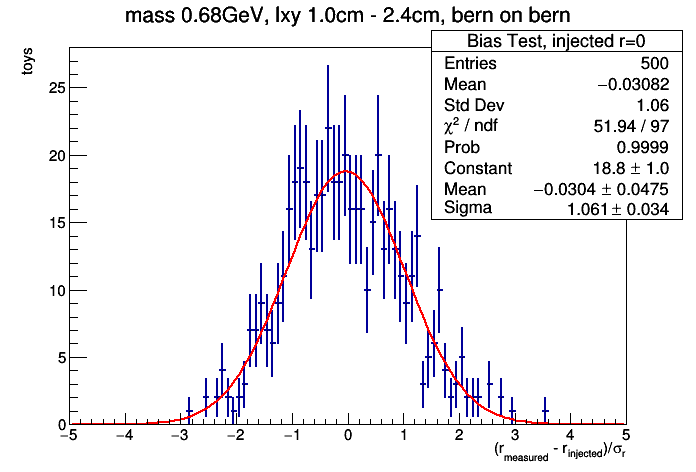 mass 0.68GeV, lxy 1.0cm - 2.4cm, bern on bern
Bias Test, injected r=0
Entries 500
Mean −0.03082
Std Dev 1.06
χ² / ndf 51.94 / 97
Prob 0.9999
Constant 18.8 ± 1.0
Mean −0.0304 ± 0.0475
Sigma 1.061 ± 0.034
toys
25
20
15
10
5
0
−5 −4 −3 −2 −1 0 1 2 3 4 5
(r_measured - r_injected)/σ_r